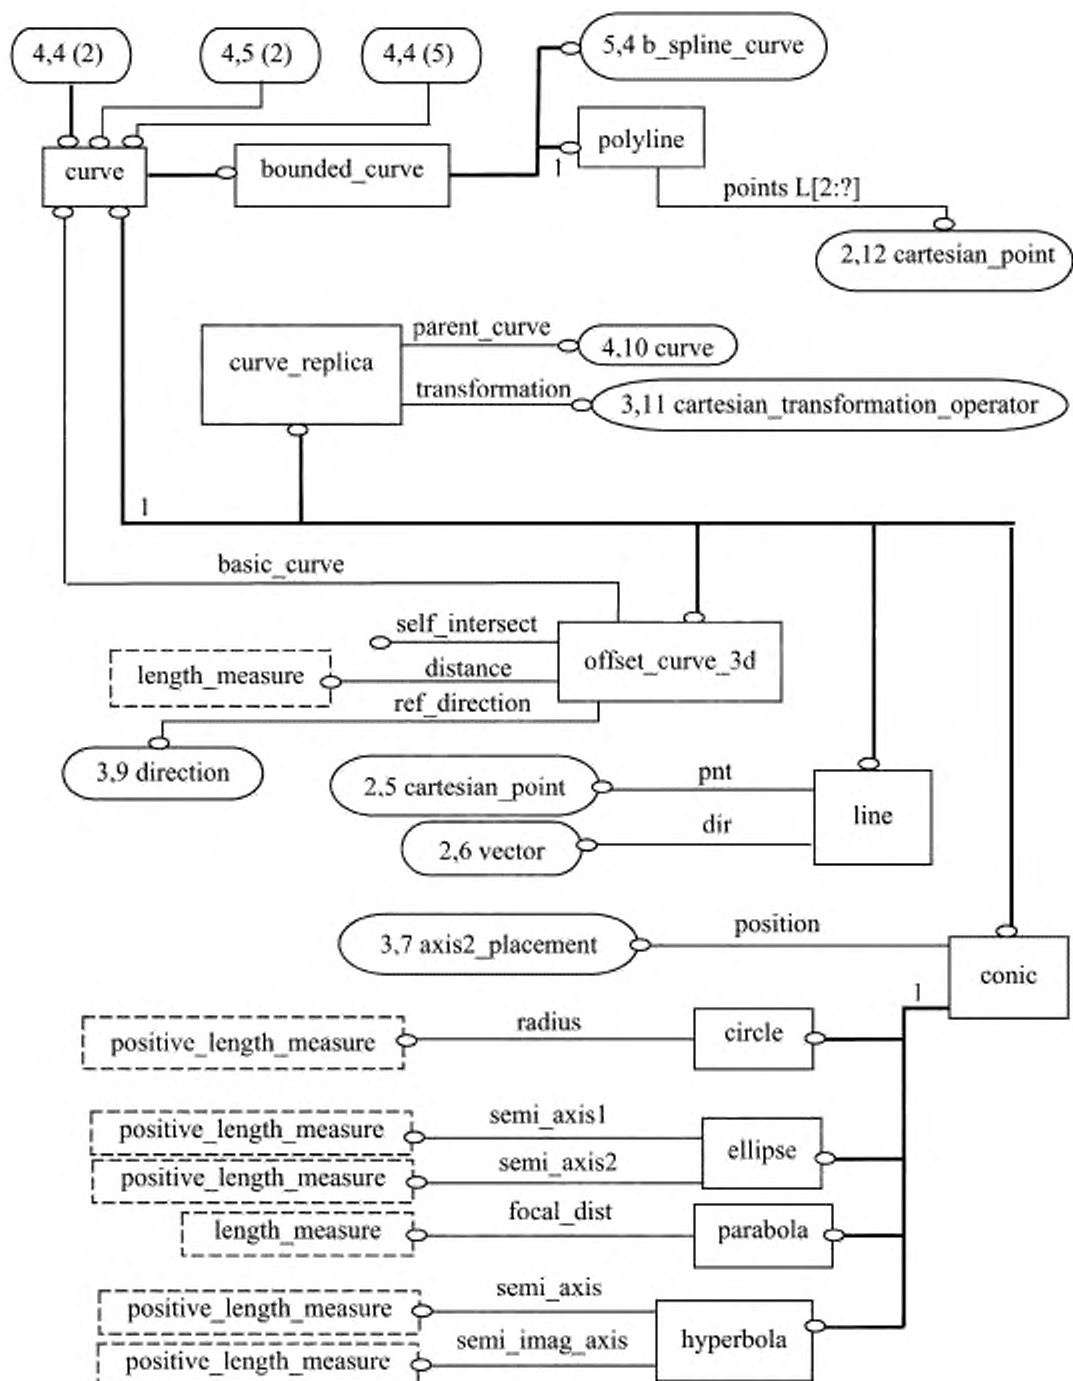 4,4 (2)
4,5 (2)
4,4 (5)
5,4 b_spline_curve
polyline
1
curve
bounded_curve
points L[2:?]
2,12 cartesian_point
parent_curve
curve_replica
4,10 curve
transformation
3,11 cartesian_transformation_operator
1
basic_curve
self_intersect
offset_curve_3d
length_measure
distance
ref_direction
3,9 direction
pnt
2,5 cartesian_point
line
dir
2,6 vector
position
3,7 axis2_placement
conic
1
radius
circle
positive_length_measure
semi_axis1
positive_length_measure
ellipse
semi_axis2
positive_length_measure
focal_dist
length_measure
parabola
semi_axis
positive_length_measure
semi_imag_axis
hyperbola
positive_length_measure